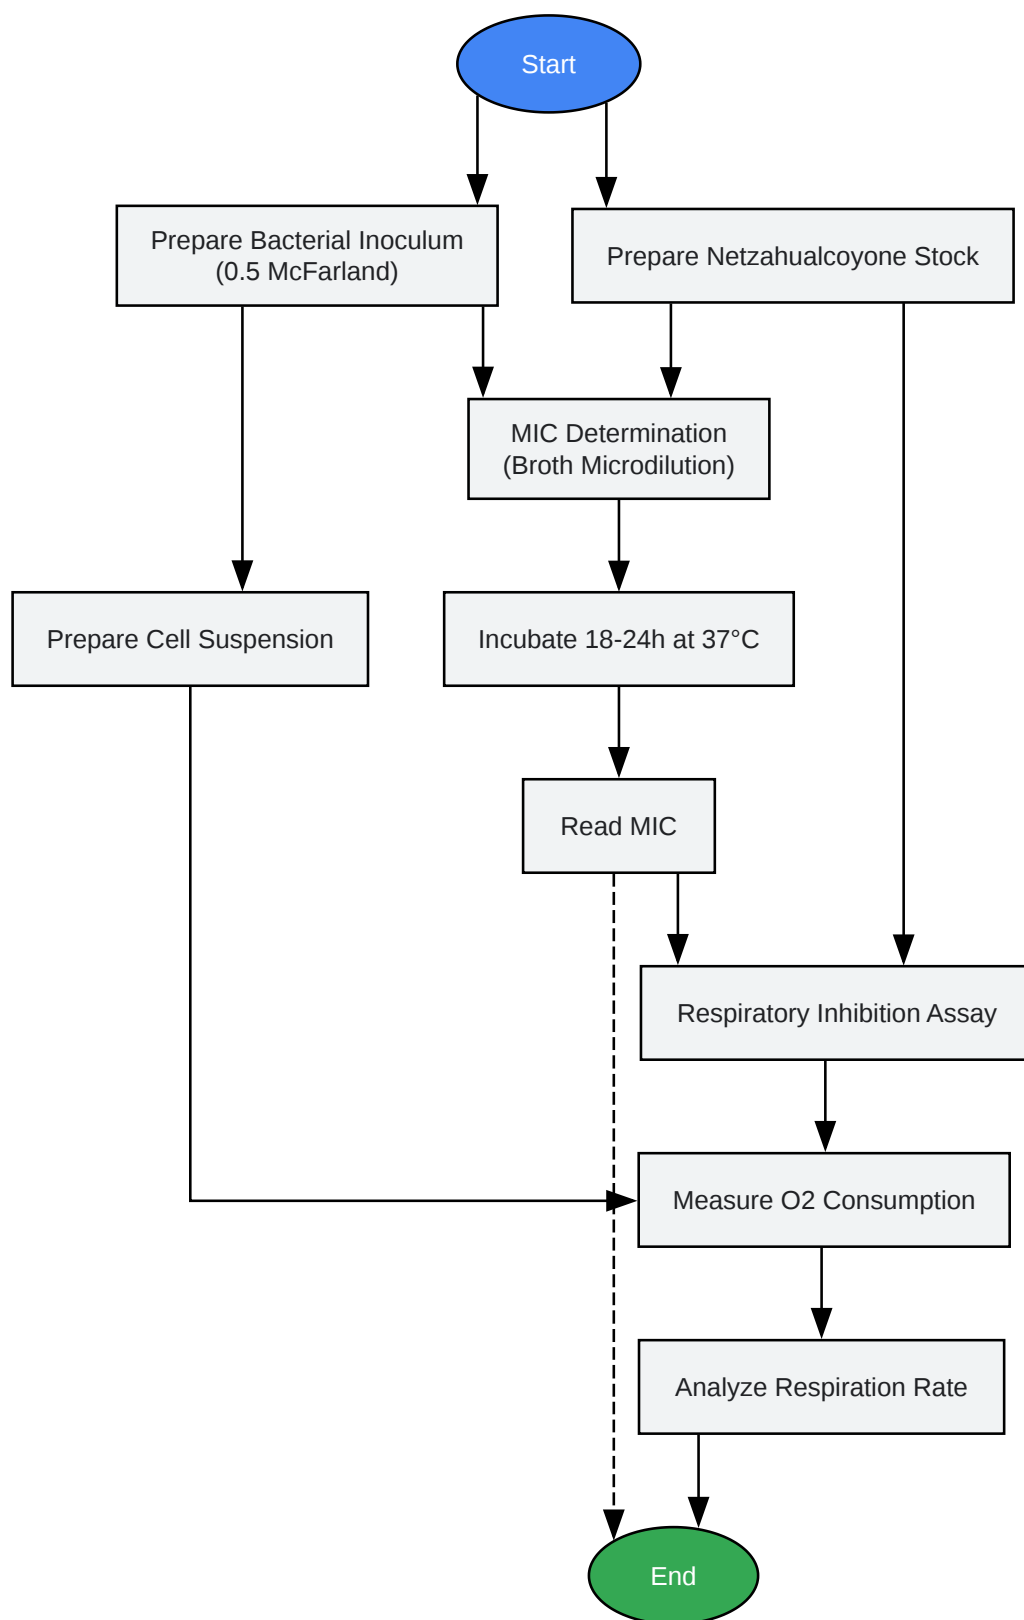 Start
Prepare Bacterial Inoculum
(0.5 McFarland)
Prepare Netzahualcoyone Stock
MIC Determination
(Broth Microdilution)
Prepare Cell Suspension
Incubate 18-24h at 37°C
Read MIC
Respiratory Inhibition Assay
Measure O2 Consumption
Analyze Respiration Rate
End